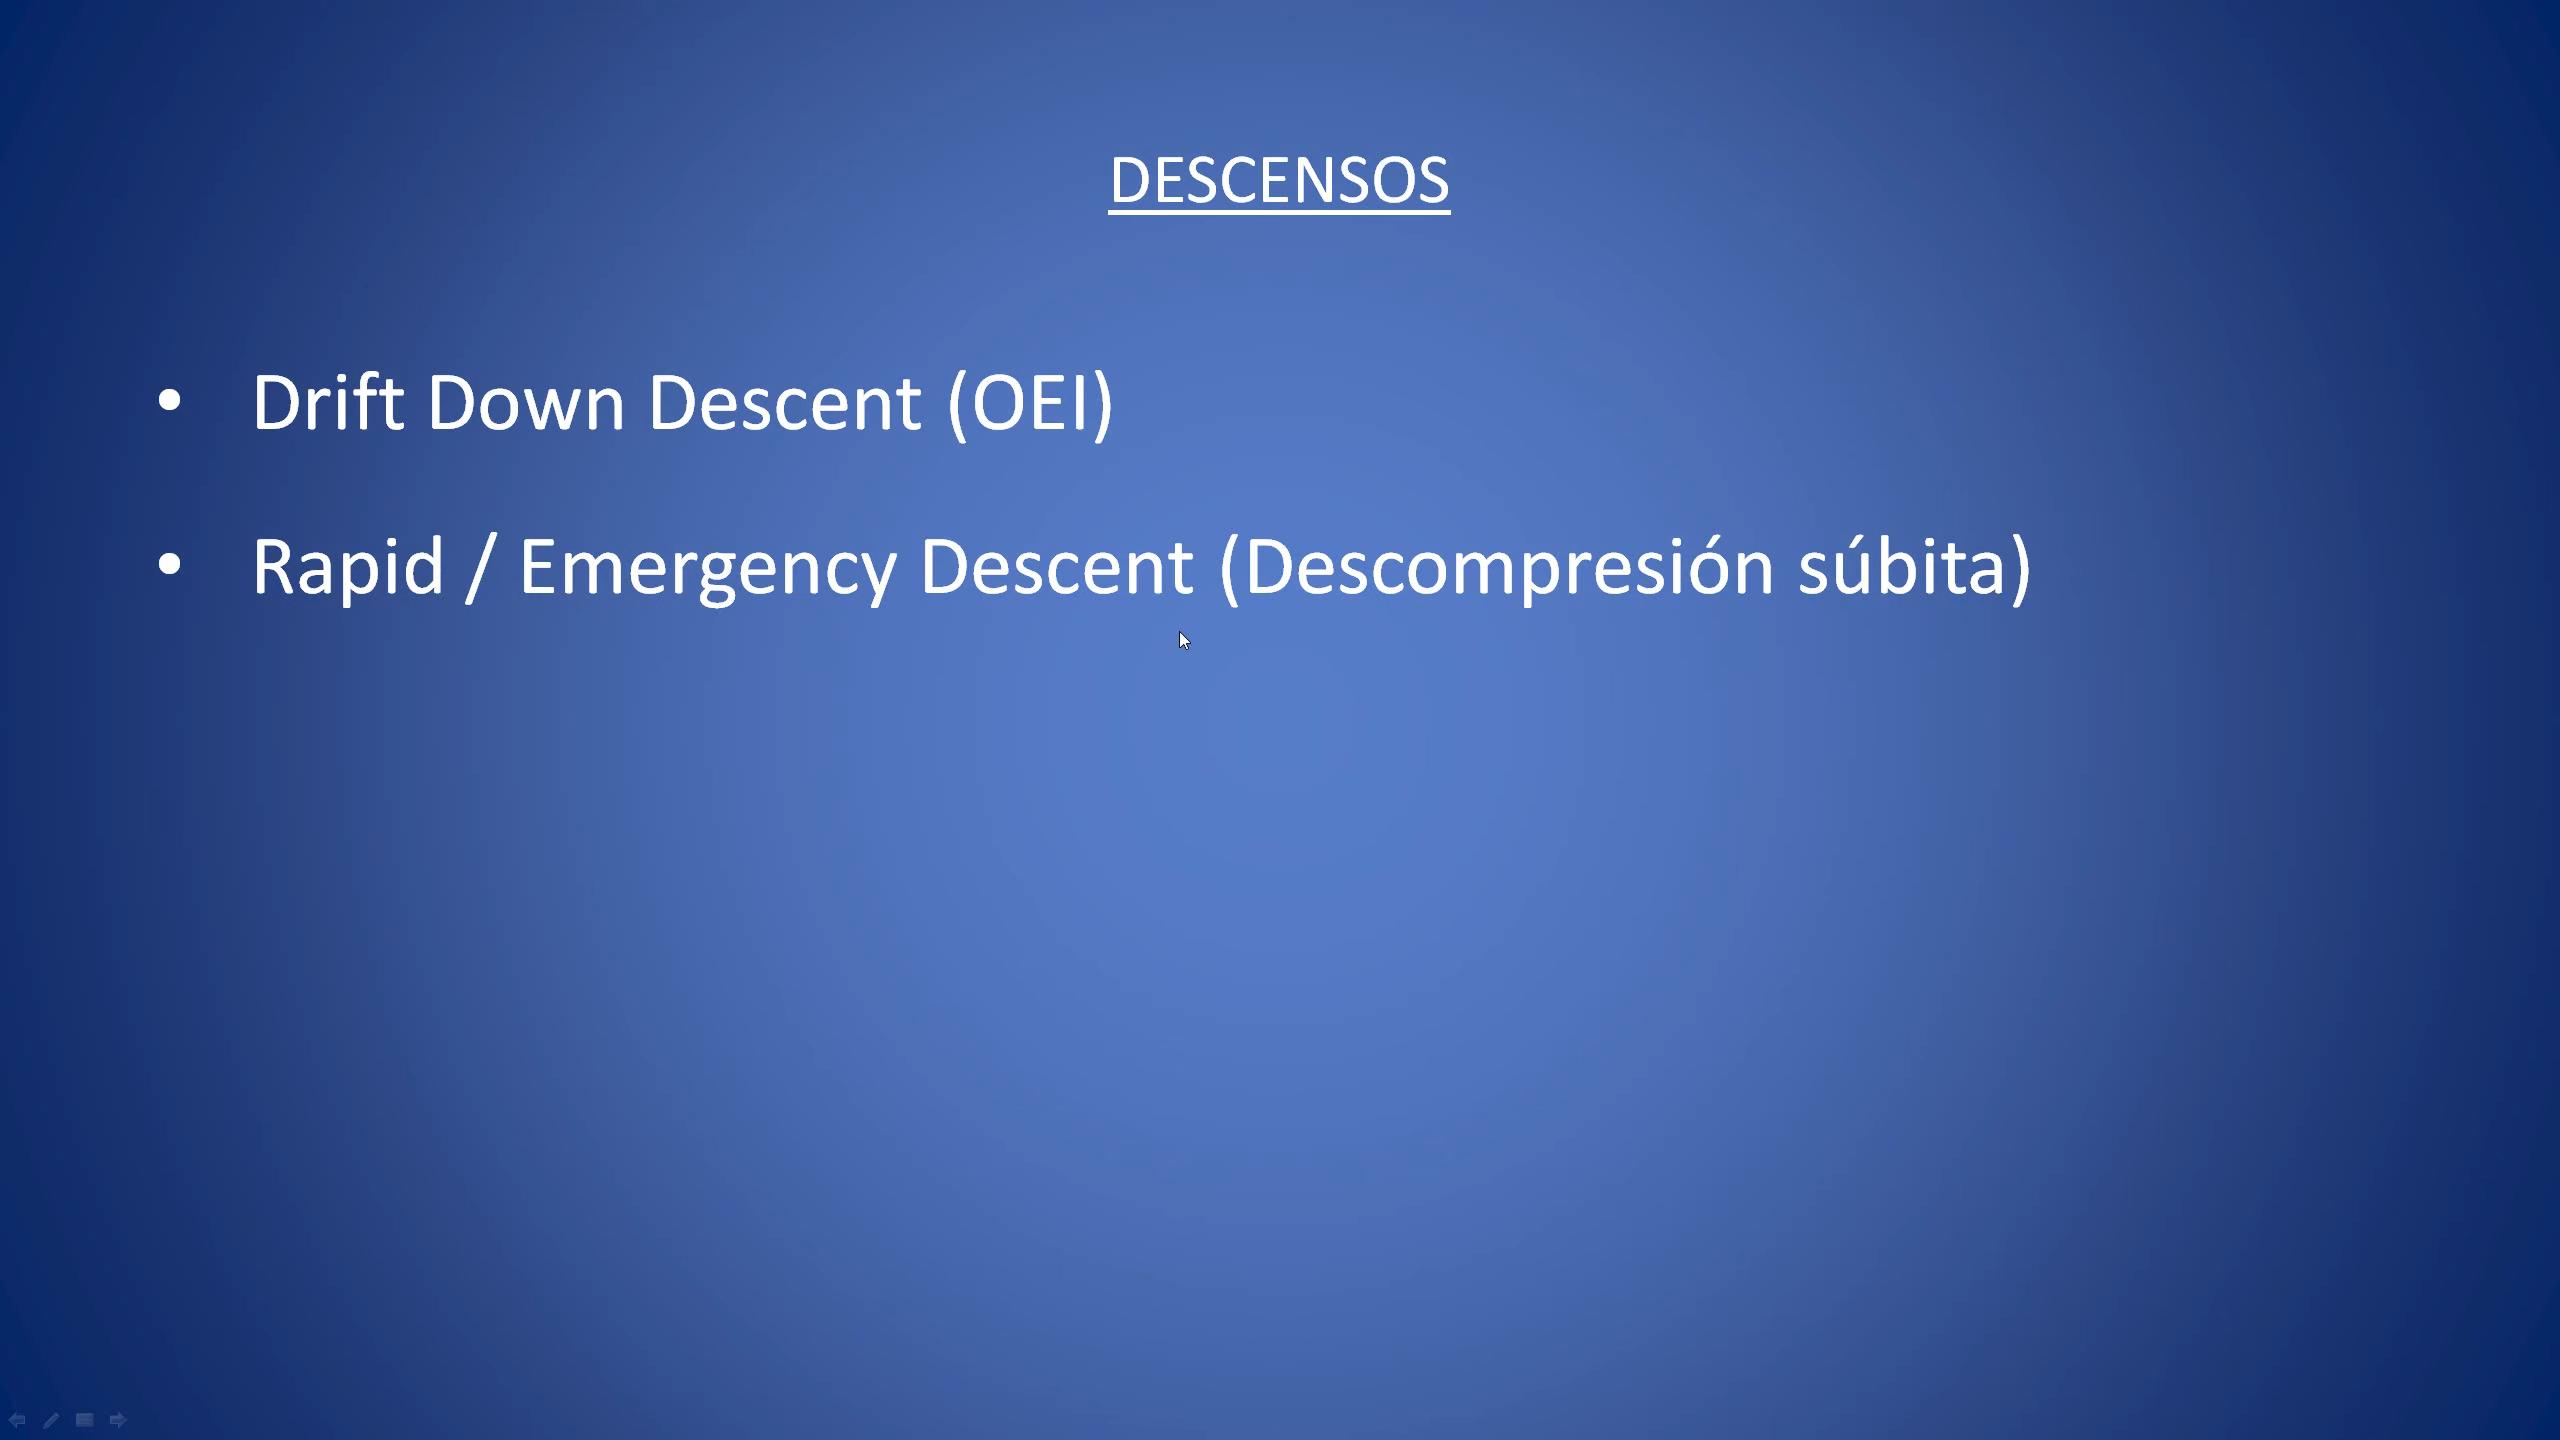 DESCENSOS
• Drift Down Descent (OEI)
• Rapid / Emergency Descent (Descompresión súbita)